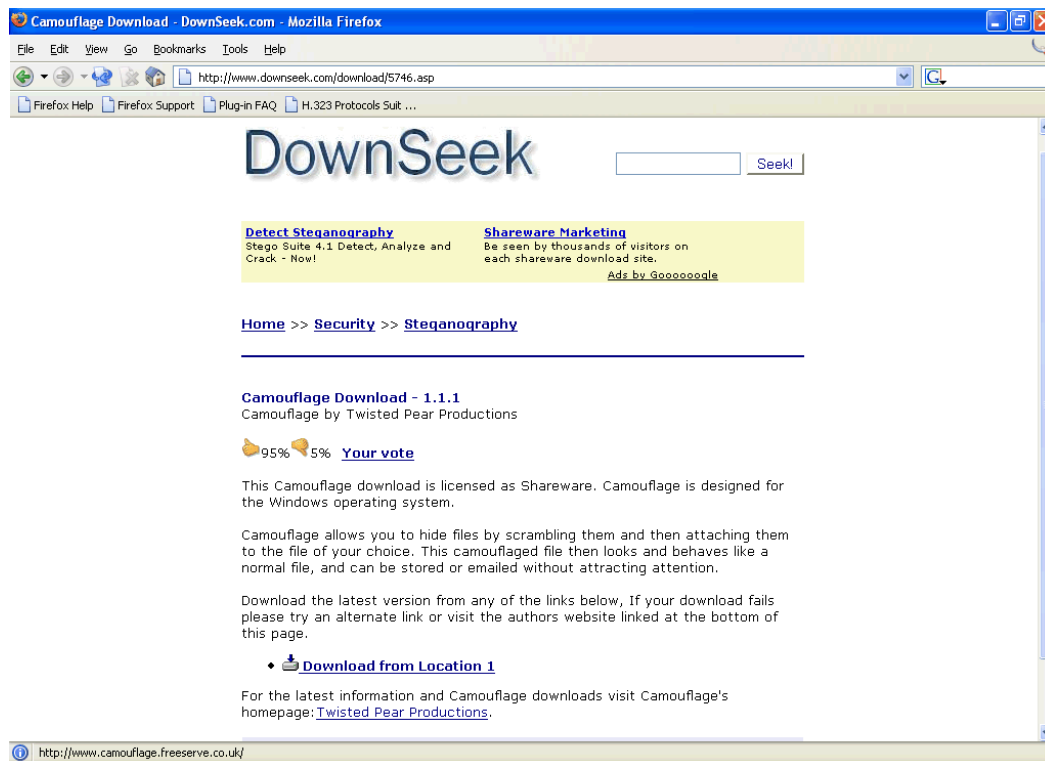 Camouflage Download - DownSeek.com - Mozilla Firefox
File Edit View Go Bookmarks Tools Help
http://www.downseek.com/download/5746.asp
G
Firefox Help Firefox Support Plug-in FAQ H.323 Protocols Suit ...
DownSeek
Seek!
Detect Steganography Shareware Marketing
Stego Suite 4.1 Detect, Analyze and Be seen by thousands of visitors on
Crack - Now! each shareware download site.
Ads by Goooooogle
Home >> Security >> Steganography
Camouflage Download - 1.1.1
Camouflage by Twisted Pear Productions
95% 5% Your vote
This Camouflage download is licensed as Shareware. Camouflage is designed for
the Windows operating system.
Camouflage allows you to hide files by scrambling them and then attaching them
to the file of your choice. This camouflaged file then looks and behaves like a
normal file, and can be stored or emailed without attracting attention.
Download the latest version from any of the links below, If your download fails
please try an alternate link or visit the authors website linked at the bottom of
this page.
Download from Location 1
For the latest information and Camouflage downloads visit Camouflage's
homepage: Twisted Pear Productions.
http://www.camouflage.freeserve.co.uk/